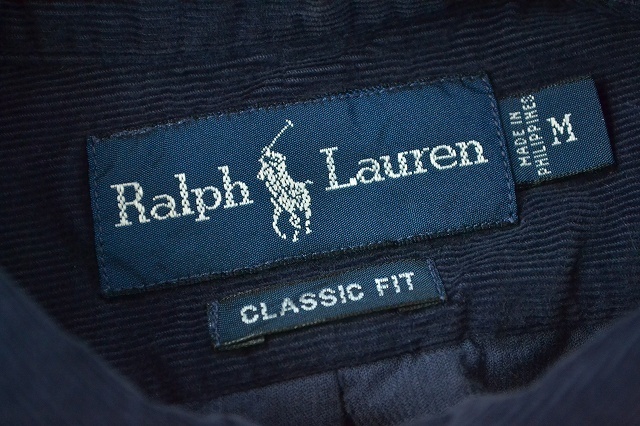 Ralph Lauren
MADE IN
PHILIPPINES
M
CLASSIC FIT